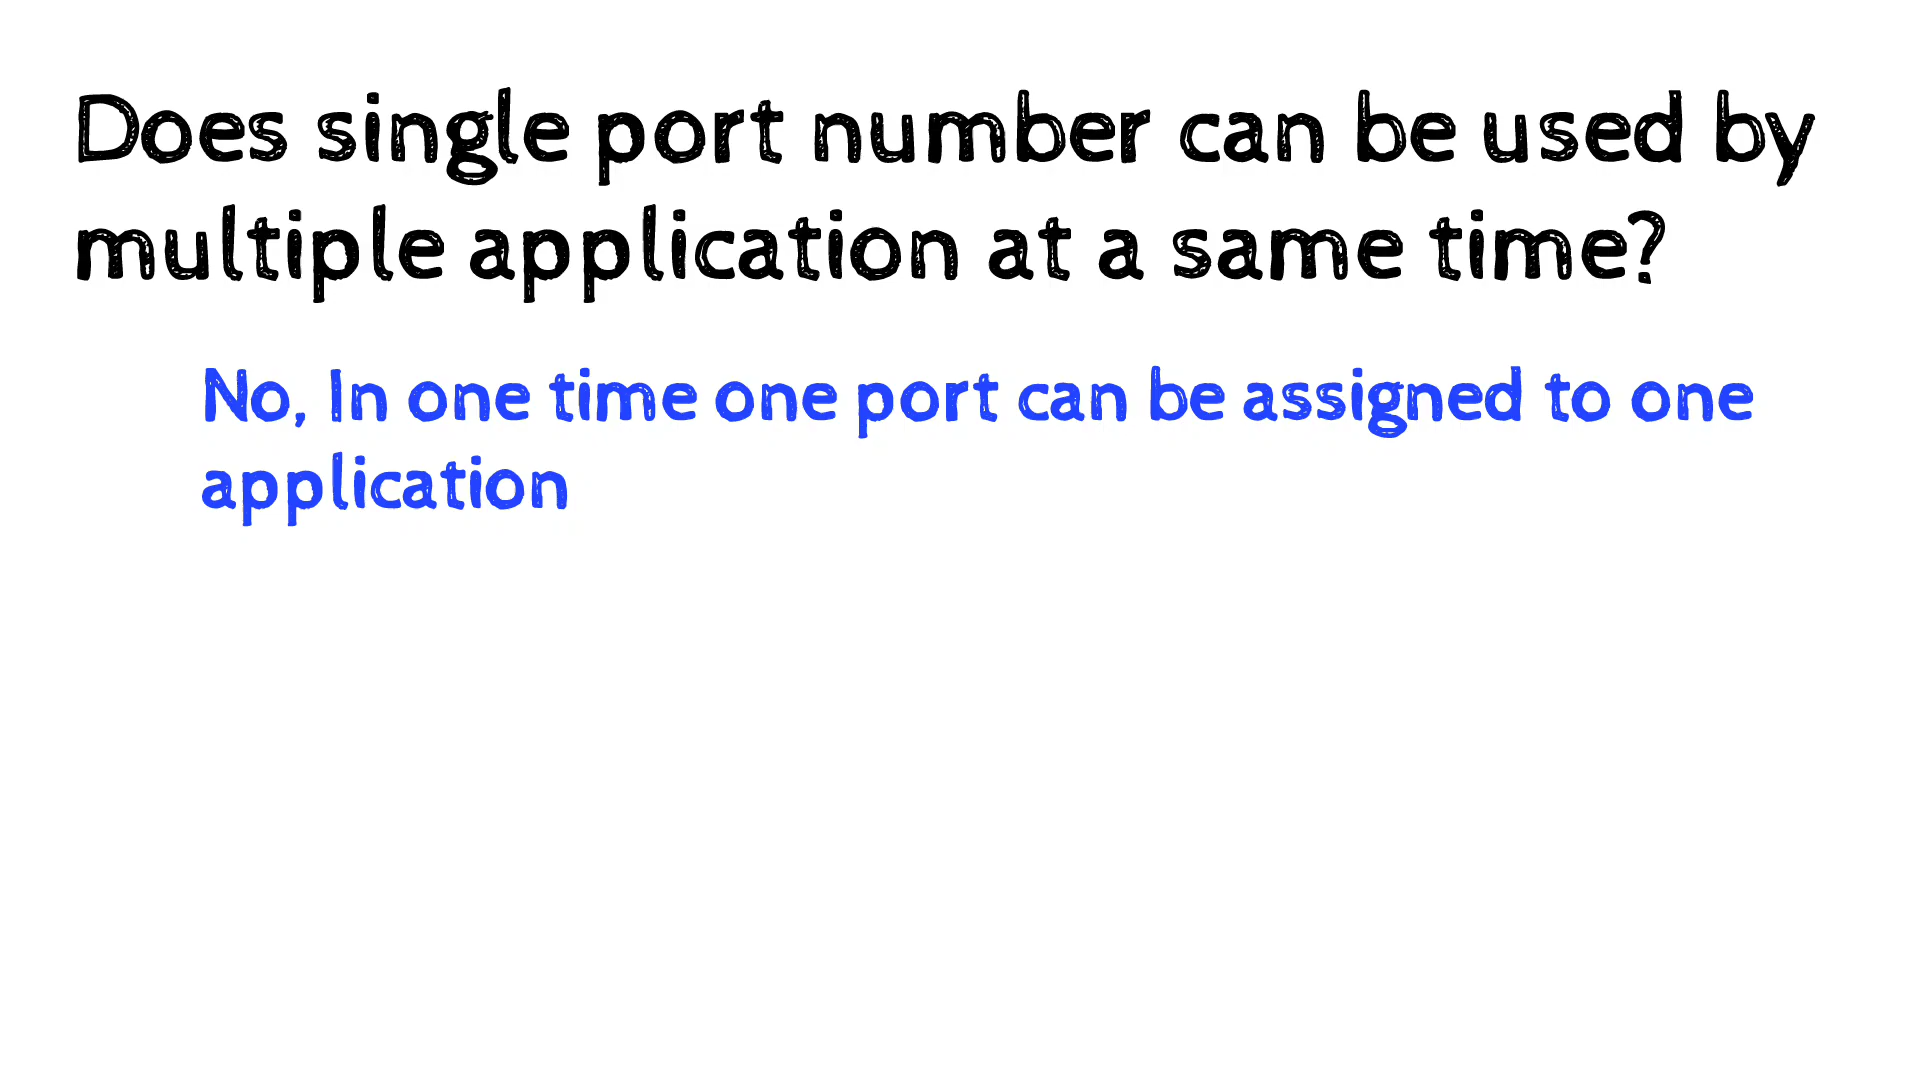 Does single port number can be used by
multiple application at a same time?
No, In one time one port can be assigned to one
application